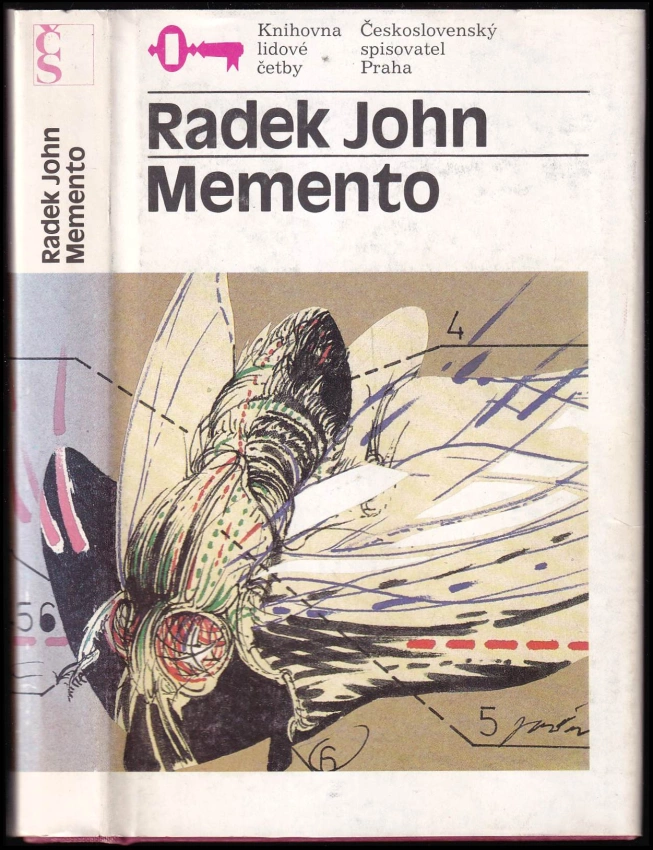 ČS
Radek John
Memento
Knihovna
lidové
četby
Československý
spisovatel
Praha
Radek John
Memento
4
56
5
6